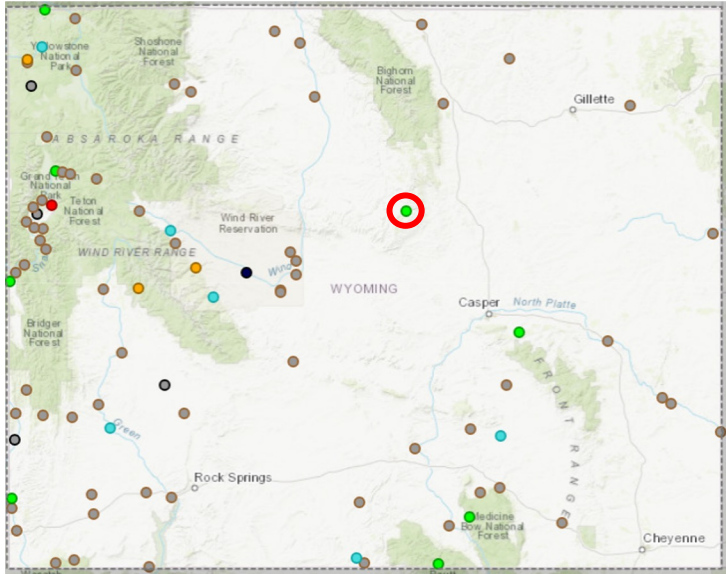 Yellowstone
National
Park
Shoshone
National
Forest
Bighorn
National
Forest
Gillette
ABSAROKA RANGE
Grand Teton
National
Park
Teton
National
Forest
Wind River
Reservation
WIND RIVER RANGE
Wind
WYOMING
Casper
North Platte
Bridger
National
Forest
FRONT RANGE
Green
Rock Springs
Medicine
Bow National
Forest
Cheyenne